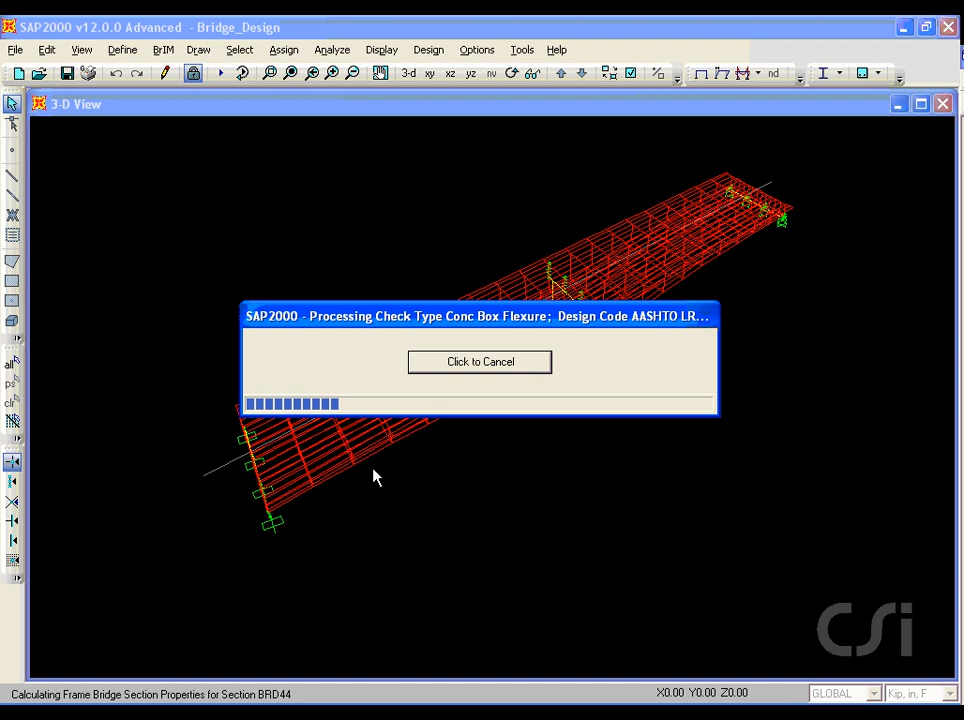 SAP2000 v12.0.0 Advanced - Bridge_Design
File Edit View Define BrIM Draw Select Assign Analyze Display Design Options Tools Help
3-d xy xz yz nv nd
3-D View
SAP2000 - Processing Check Type Conc Box Flexure; Design Code AASHTO LR...
Click to Cancel
all
ps
clr
CSi
Calculating Frame Bridge Section Properties for Section BRD44
X0.00 Y0.00 Z0.00
GLOBAL
Kip, in, F